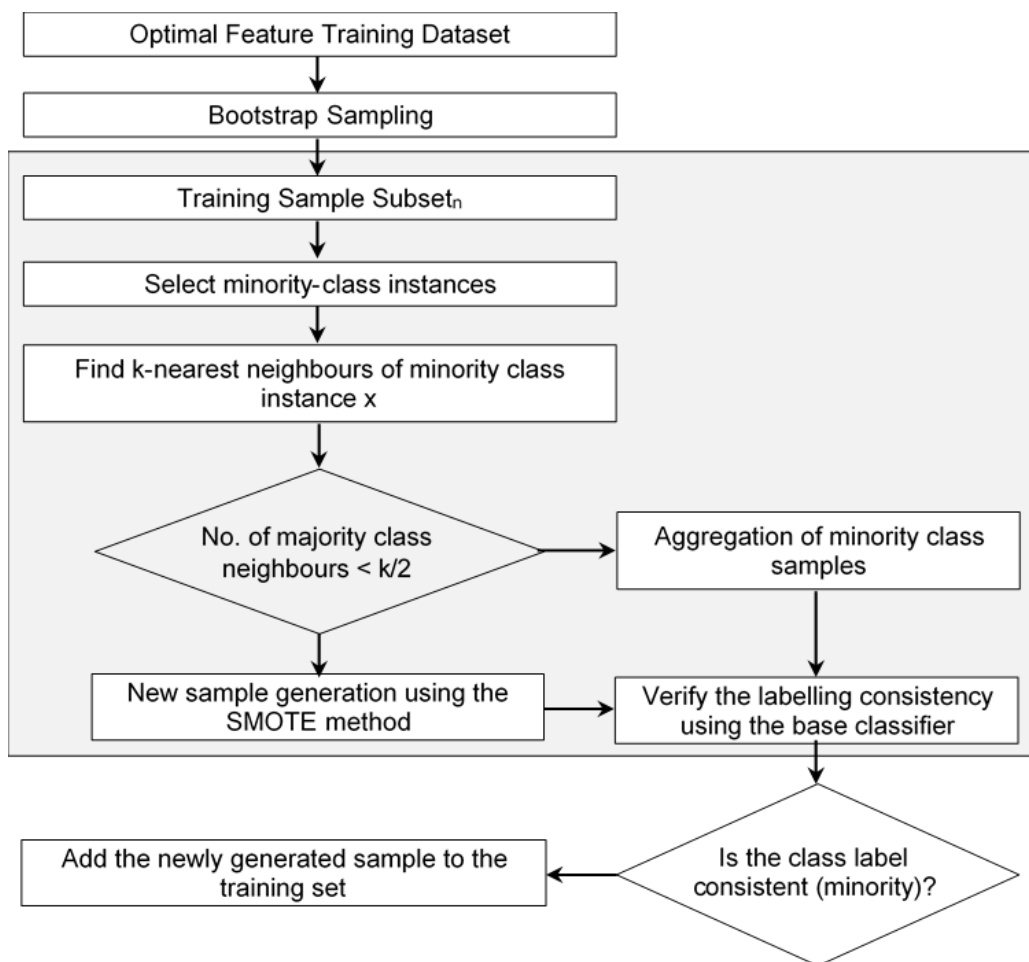 Optimal Feature Training Dataset
Bootstrap Sampling
Training Sample Subsetₙ
Select minority-class instances
Find k-nearest neighbours of minority class
instance x
No. of majority class
neighbours < k/2
Aggregation of minority class
samples
New sample generation using the
SMOTE method
Verify the labelling consistency
using the base classifier
Add the newly generated sample to the
training set
Is the class label
consistent (minority)?